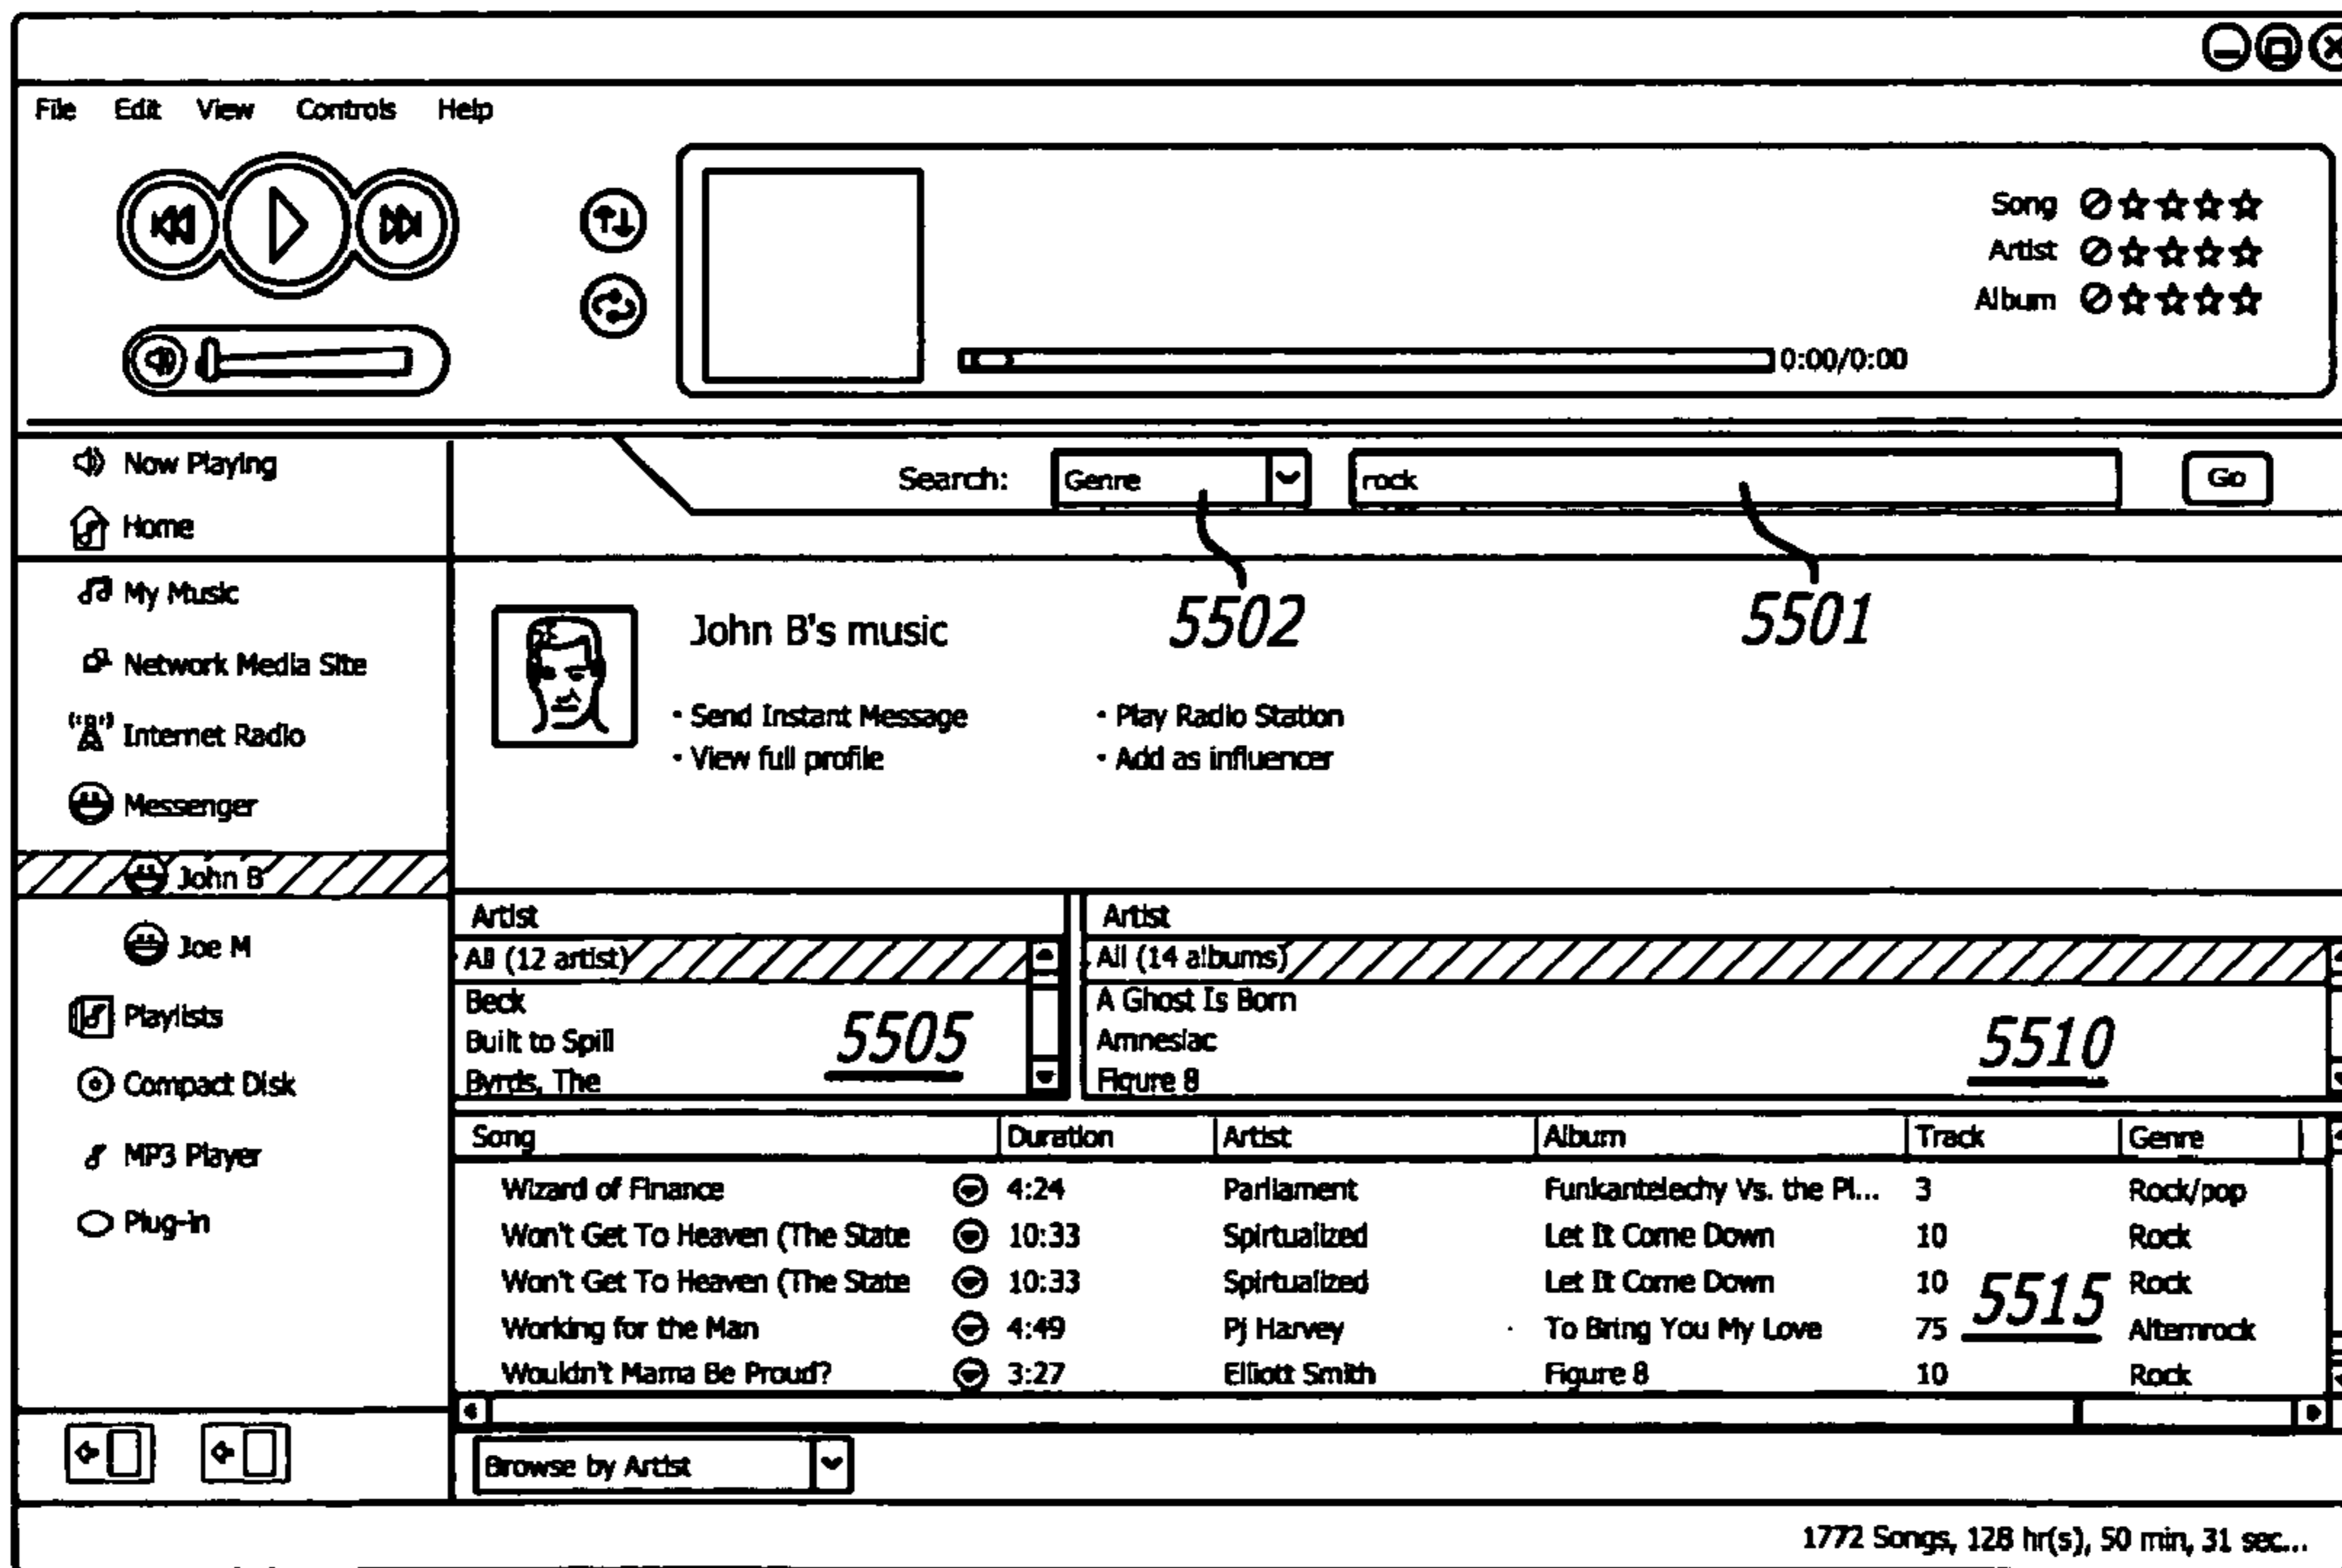 File Edit View Controls Help
Song
Artist
Album
0:00/0:00
Now Playing
Home
Search: Genre rock Go
5502 5501
My Music
Network Media Site
Internet Radio
Messenger
John B
Joe M
Playlists
Compact Disk
MP3 Player
Plug-in
John B's music
· Send Instant Message · Play Radio Station
· View full profile · Add as influencer
Artist
All (12 artist)
Beck
Built to Spill
Byrds, The
5505
Artist
All (14 albums)
A Ghost Is Born
Amnesiac
Figure 8
5510
Song Duration Artist Album Track Genre
Wizard of Finance 4:24 Parliament Funkantelechy Vs. the Pl... 3 Rock/pop
Won't Get To Heaven (The State 10:33 Spirtualized Let It Come Down 10 Rock
Won't Get To Heaven (The State 10:33 Spirtualized Let It Come Down 10 Rock
Working for the Man 4:49 Pj Harvey To Bring You My Love 75 Alternrock
Wouldn't Mama Be Proud? 3:27 Elliott Smith Figure 8 10 Rock
5515
Browse by Artist
1772 Songs, 128 hr(s), 50 min, 31 sec...